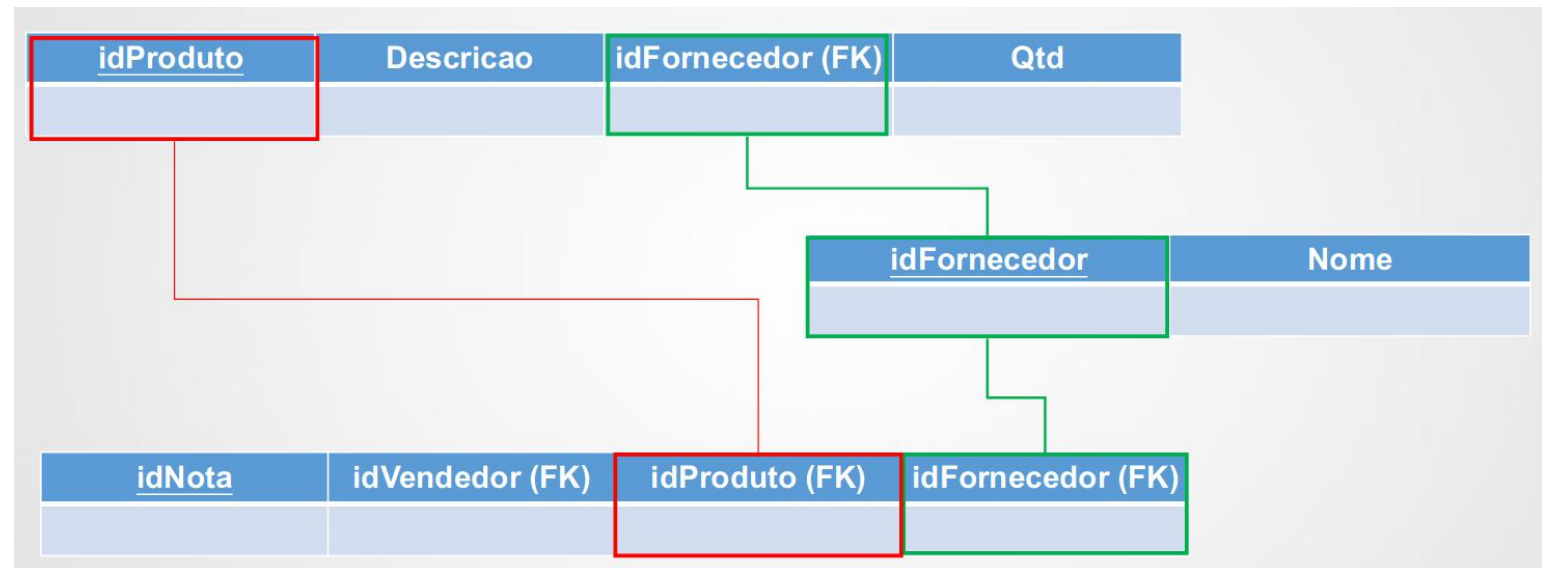 idProduto Descricao idFornecedor (FK) Qtd
idFornecedor Nome
idNota idVendedor (FK) idProduto (FK) idFornecedor (FK)